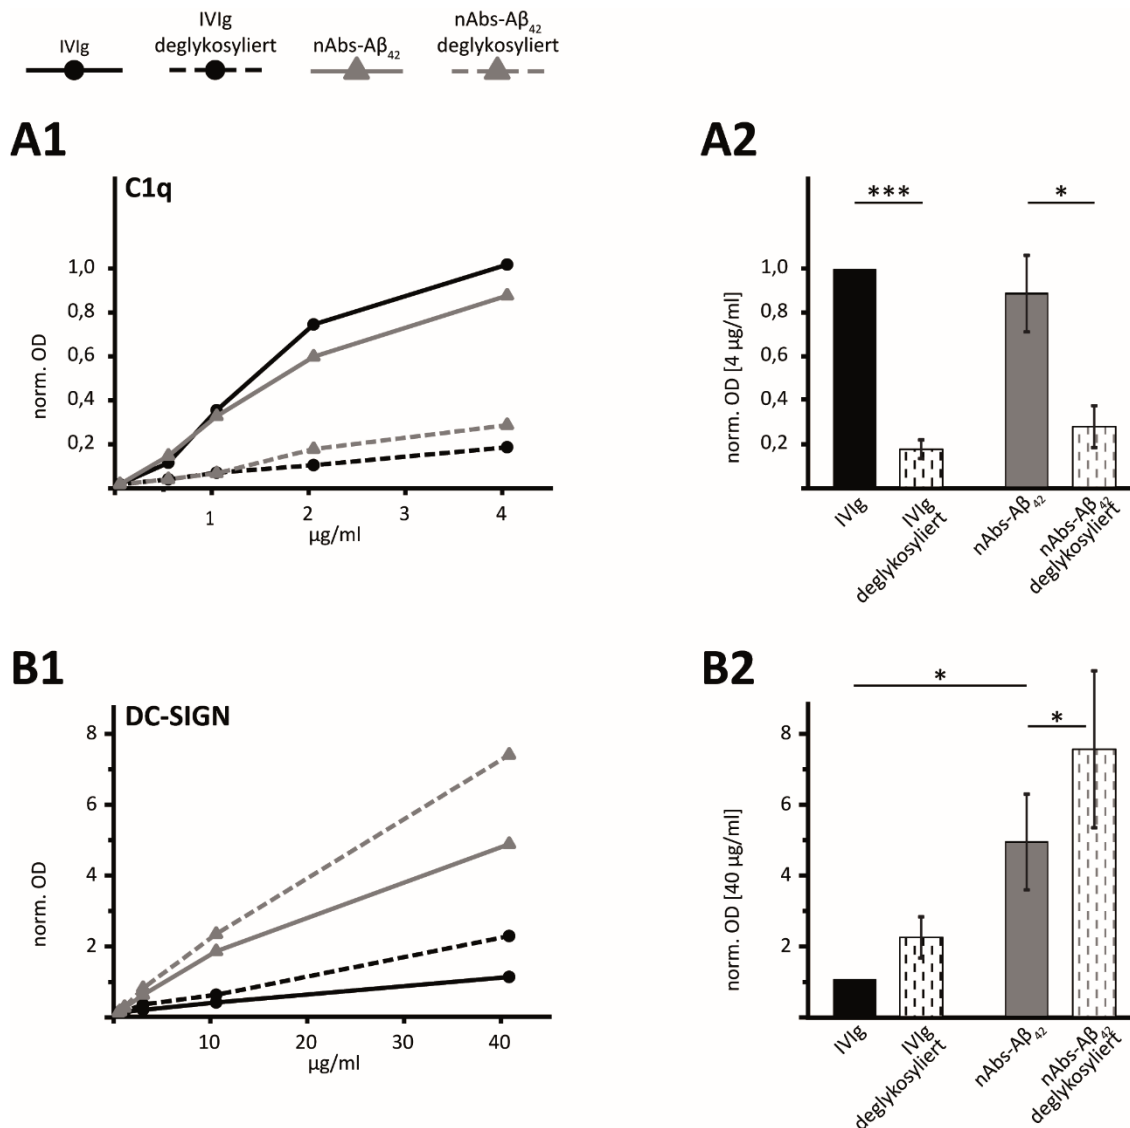 IVIg
IVIg
deglykosyliert
nAbs-Aβ42
nAbs-Aβ42
deglykosyliert
A1
C1q
norm. OD
1,0
0,8
0,6
0,4
0,2
1
2
3
4
µg/ml
A2
***
*
norm. OD [4 µg/ml]
1,0
0,8
0,6
0,4
0,2
IVIg
IVIg
deglykosyliert
nAbs-Aβ42
nAbs-Aβ42
deglykosyliert
B1
DC-SIGN
norm. OD
8
6
4
2
10
20
30
40
µg/ml
B2
*
*
norm. OD [40 µg/ml]
8
6
4
2
IVIg
IVIg
deglykosyliert
nAbs-Aβ42
nAbs-Aβ42
deglykosyliert